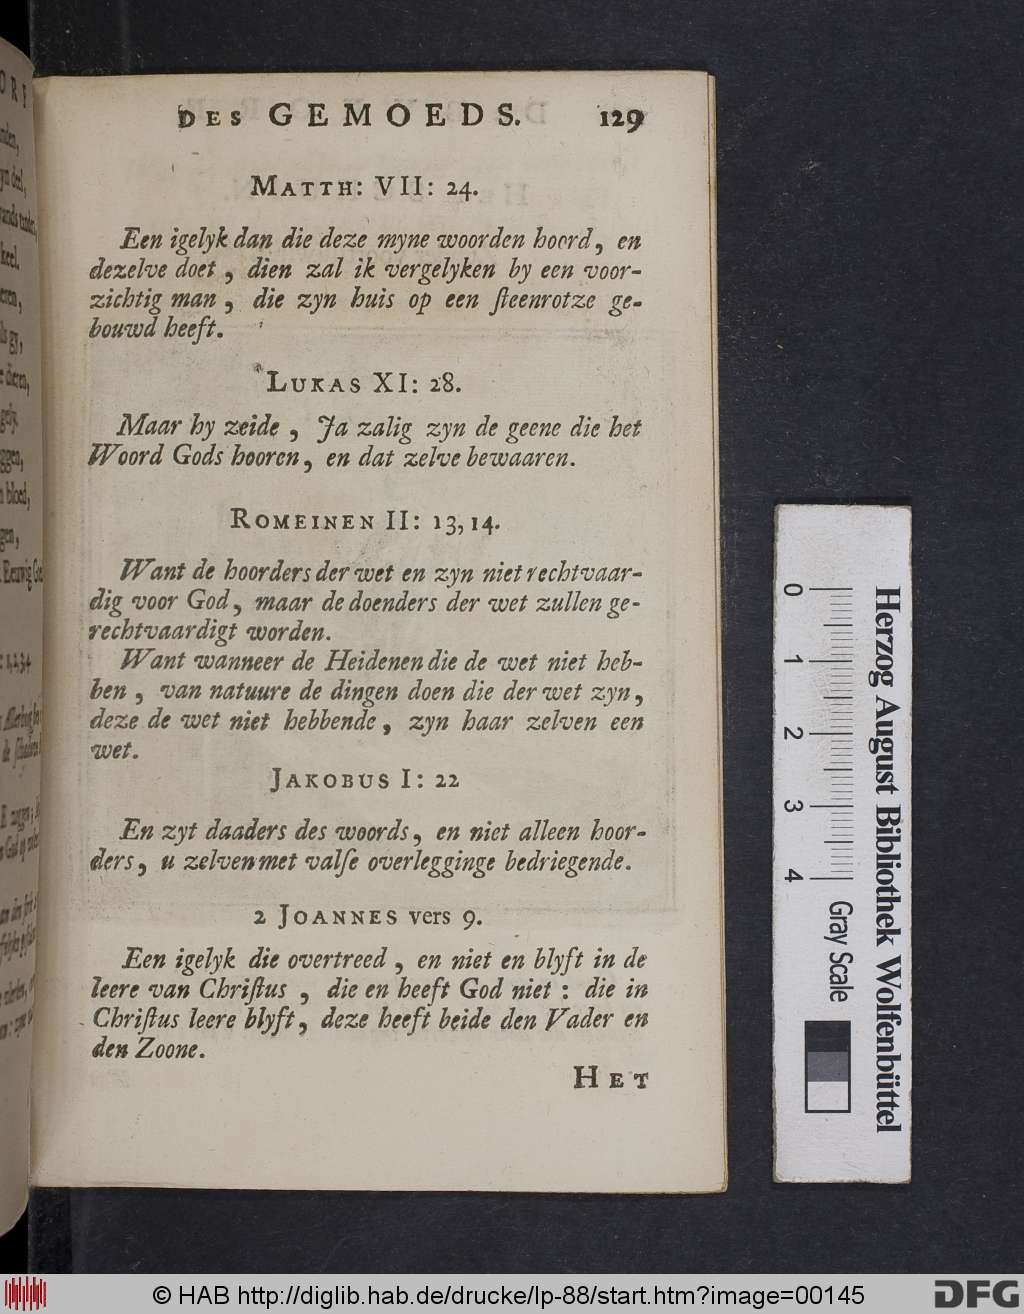 DES GEMOEDS. 129
MATTH: VII: 24.
Een igelyk dan die deze myne woorden hoord, en
dezelve doet, dien zal ik vergelyken by een voor-
zichtig man, die zyn huis op een ſteenrotze ge-
bouwd heeft.
LUKAS XI: 28.
Maar hy zeide, Ja zalig zyn de geene die het
Woord Gods hooren, en dat zelve bewaaren.
ROMEINEN II: 13, 14.
Want de hoorders der wet en zyn niet rechtvaar-
dig voor God, maar de doenders der wet zullen ge-
rechtvaardigt worden.
Want wanneer de Heidenen die de wet niet heb-
ben, van natuure de dingen doen die der wet zyn,
deze de wet niet hebbende, zyn haar zelven een
wet.
JAKOBUS I: 22
En zyt daaders des woords, en niet alleen hoor-
ders, u zelven met valſe overlegginge bedriegende.
2 JOANNES vers 9.
Een igelyk die overtreed, en niet en blyft in de
leere van Chriſtus, die en heeft God niet: die in
Chriſtus leere blyft, deze heeft beide den Vader en
den Zoone.
HET
0 1 2 3 4 Gray Scale
Herzog August Bibliothek Wolfenbüttel
© HAB http://diglib.hab.de/drucke/lp-88/start.htm?image=00145
DFG